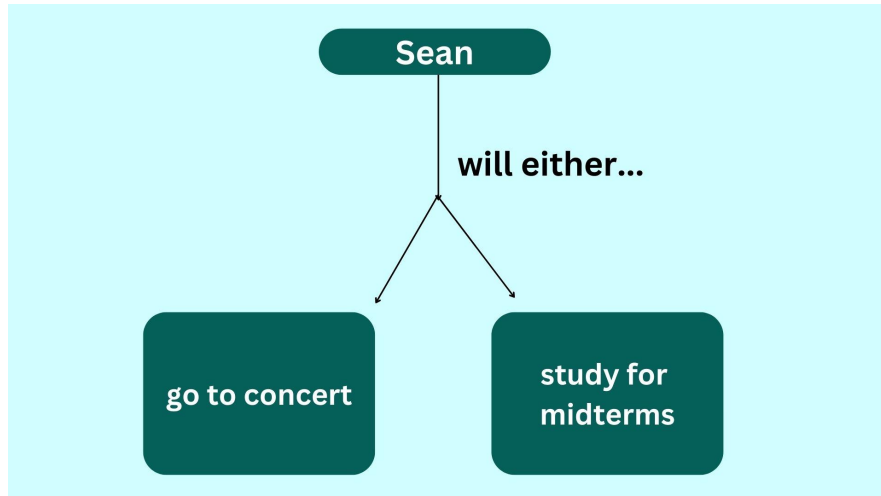 Sean
will either...
go to concert
study for
midterms